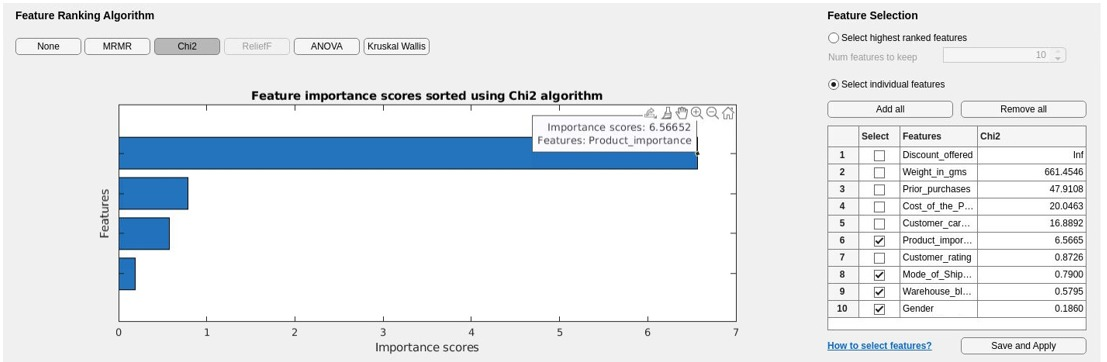 Feature Ranking Algorithm
None MRMR Chi2 ReliefF ANOVA Kruskal Wallis
Feature importance scores sorted using Chi2 algorithm
Importance scores: 6.56652
Features: Product_importance
Features
0 1 2 3 4 5 6 7
Importance scores
Feature Selection
Select highest ranked features
Num features to keep 10
Select individual features
Add all Remove all
Select Features Chi2
1 Discount_offered Inf
2 Weight_in_gms 661.4546
3 Prior_purchases 47.9108
4 Cost_of_the_P... 20.0463
5 Customer_car... 16.8892
6 Product_impor... 6.5665
7 Customer_rating 0.8726
8 Mode_of_Ship... 0.7900
9 Warehouse_bl... 0.5795
10 Gender 0.1860
How to select features? Save and Apply